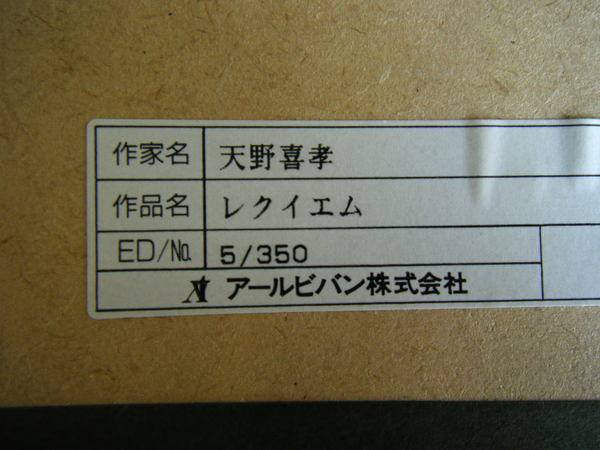 作家名 天野喜孝
作品名 レクイエム
ED/No. 5/350
アールビバン株式会社